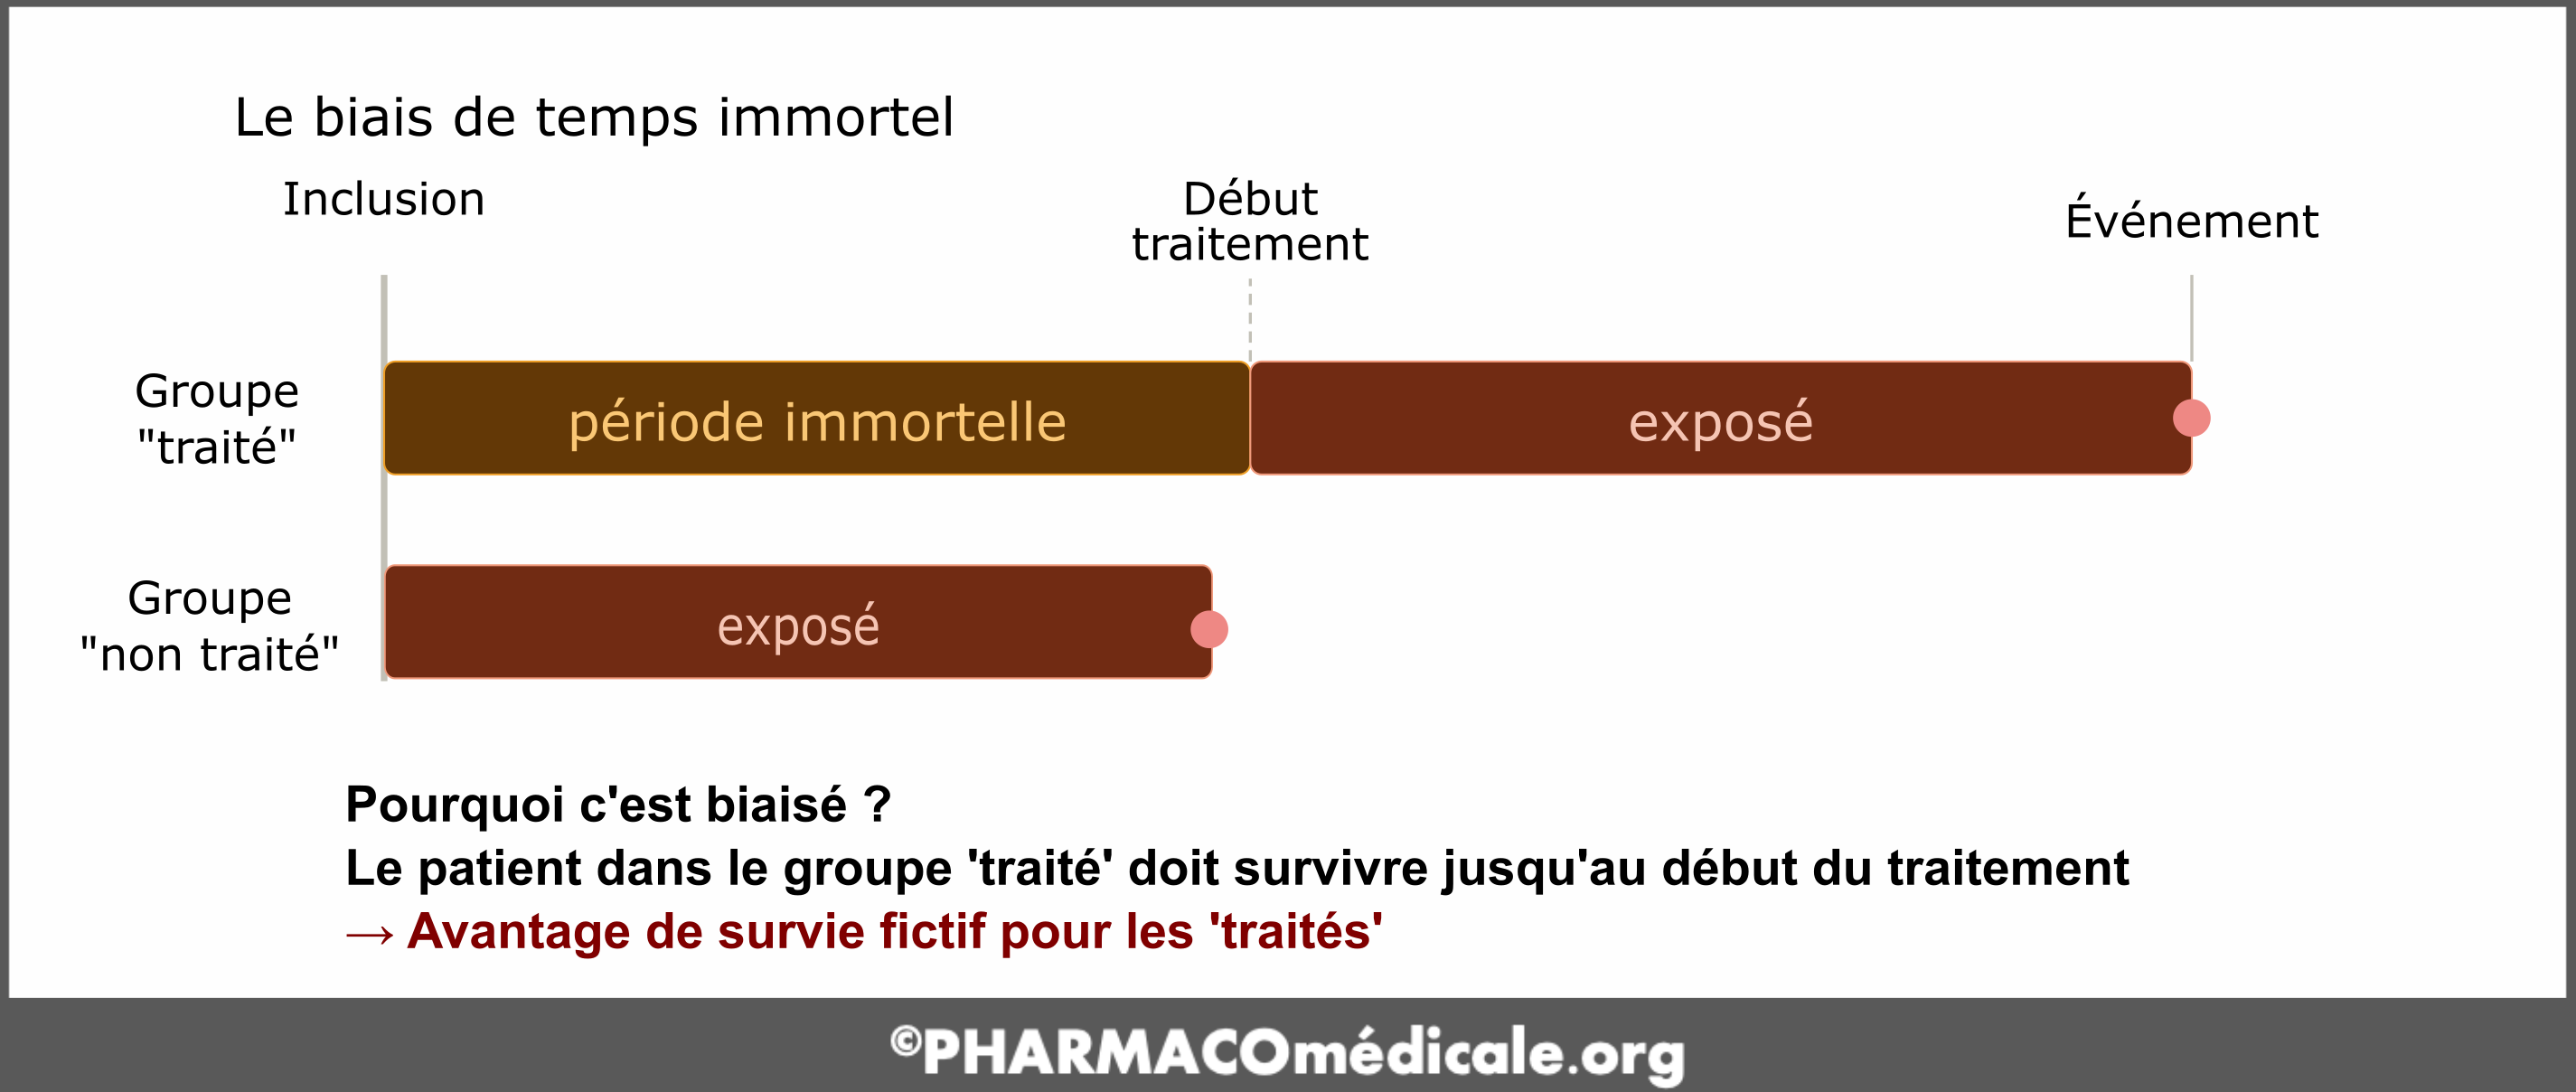 Le biais de temps immortel
Inclusion
Début
traitement
Événement
Groupe
"traité"
période immortelle
exposé
Groupe
"non traité"
exposé
Pourquoi c'est biaisé ?
Le patient dans le groupe 'traité' doit survivre jusqu'au début du traitement
→ Avantage de survie fictif pour les 'traités'
©PHARMACOmédicale.org